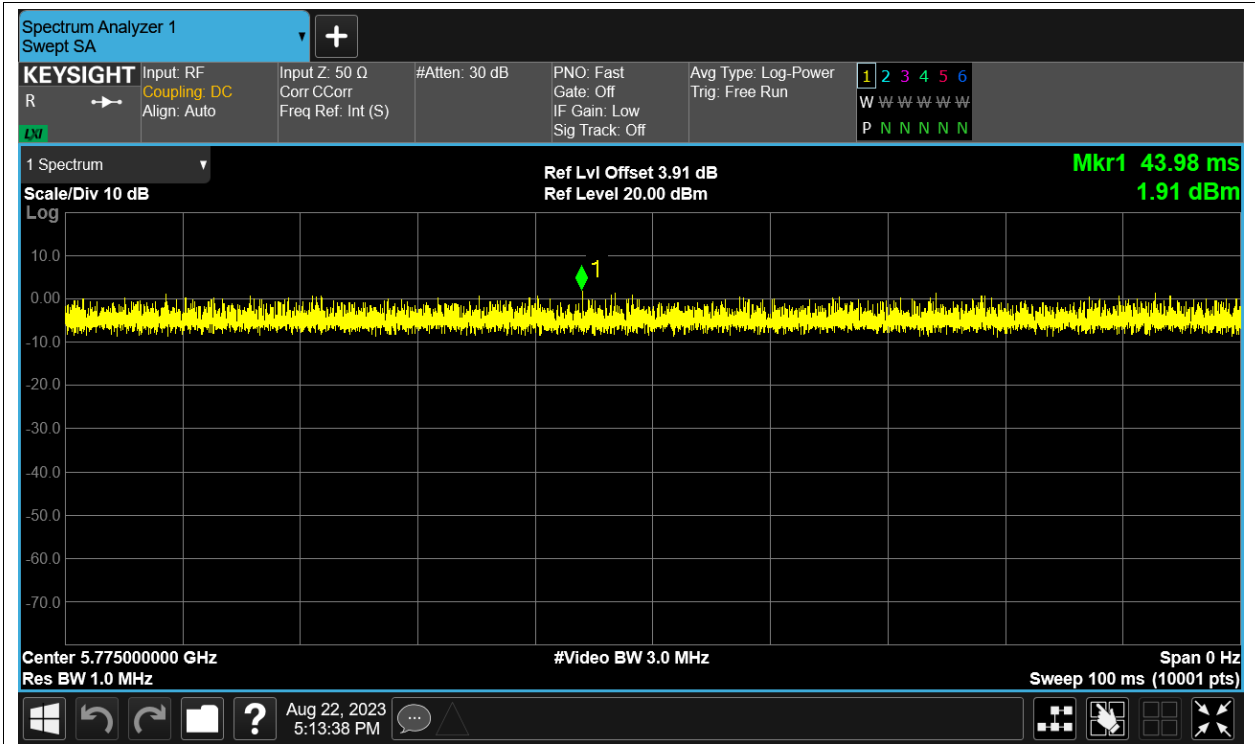 Spectrum Analyzer 1
Swept SA
KEYSIGHT
R
LXI
Input: RF
Coupling: DC
Align: Auto
Input Z: 50 Ω
Corr CCorr
Freq Ref: Int (S)
#Atten: 30 dB
PNO: Fast
Gate: Off
IF Gain: Low
Sig Track: Off
Avg Type: Log-Power
Trig: Free Run
1 2 3 4 5 6
W W W W W W
P N N N N N
1 Spectrum
Scale/Div 10 dB
Ref Lvl Offset 3.91 dB
Ref Level 20.00 dBm
Mkr1 43.98 ms
1.91 dBm
Log
10.0
1
0.00
-10.0
-20.0
-30.0
-40.0
-50.0
-60.0
-70.0
Center 5.775000000 GHz
#Video BW 3.0 MHz
Span 0 Hz
Res BW 1.0 MHz
Sweep 100 ms (10001 pts)
?
Aug 22, 2023
5:13:38 PM